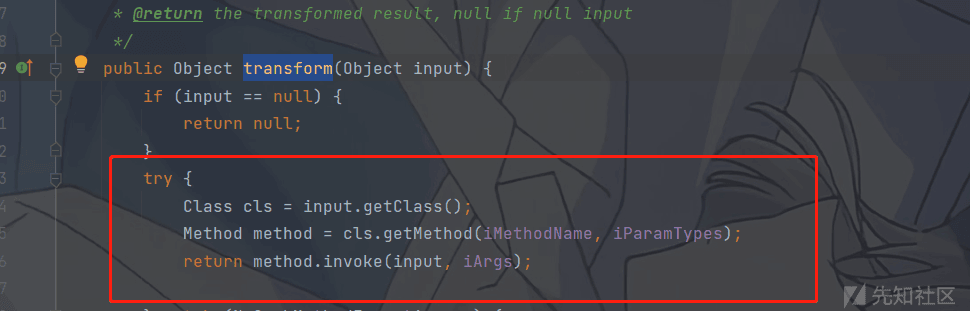 7 * @return the transformed result, null if null input
8 */
9 public Object transform(Object input) {
0 if (input == null) {
1 return null;
2 }
3 try {
4 Class cls = input.getClass();
5 Method method = cls.getMethod(iMethodName, iParamTypes);
6 return method.invoke(input, iArgs);
7
先知社区